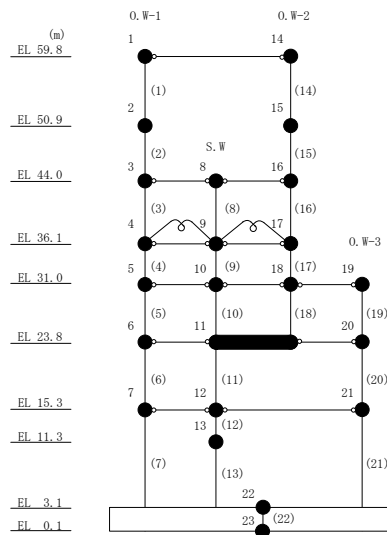 (m) O.W-1 O.W-2
EL 59.8 1 14
(1) (14)
EL 50.9 2 15
(2) S.W (15)
EL 44.0 3 8 16
(3) (8) (16)
EL 36.1 4 9 17 O.W-3
(4) (9) (17)
EL 31.0 5 10 18 19
(5) (10) (18) (19)
EL 23.8 6 11 20
(6) (11) (20)
EL 15.3 7 12 21
(12)
EL 11.3 13
(7) (13) (21)
EL 3.1 22
(22)
EL 0.1 23